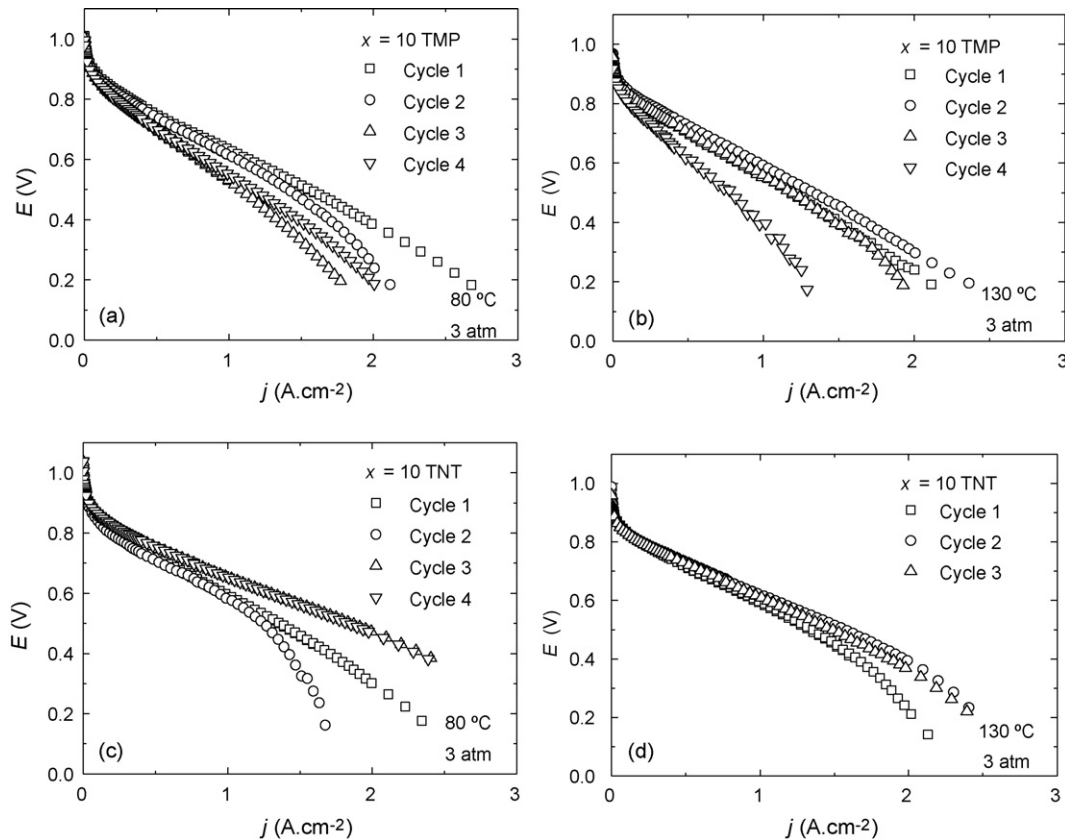 1.0
0.8
0.6
0.4
0.2
0.0
E (V)
x = 10 TMP
Cycle 1
Cycle 2
Cycle 3
Cycle 4
(a)
80 ºC
3 atm
0 1 2 3
j (A.cm-2)
1.0
0.8
0.6
0.4
0.2
0.0
E (V)
x = 10 TMP
Cycle 1
Cycle 2
Cycle 3
Cycle 4
(b)
130 ºC
3 atm
0 1 2 3
j (A.cm-2)
1.0
0.8
0.6
0.4
0.2
0.0
E (V)
x = 10 TNT
Cycle 1
Cycle 2
Cycle 3
Cycle 4
(c)
80 ºC
3 atm
0 1 2 3
j (A.cm-2)
1.0
0.8
0.6
0.4
0.2
0.0
E (V)
x = 10 TNT
Cycle 1
Cycle 2
Cycle 3
(d)
130 ºC
3 atm
0 1 2 3
j (A.cm-2)